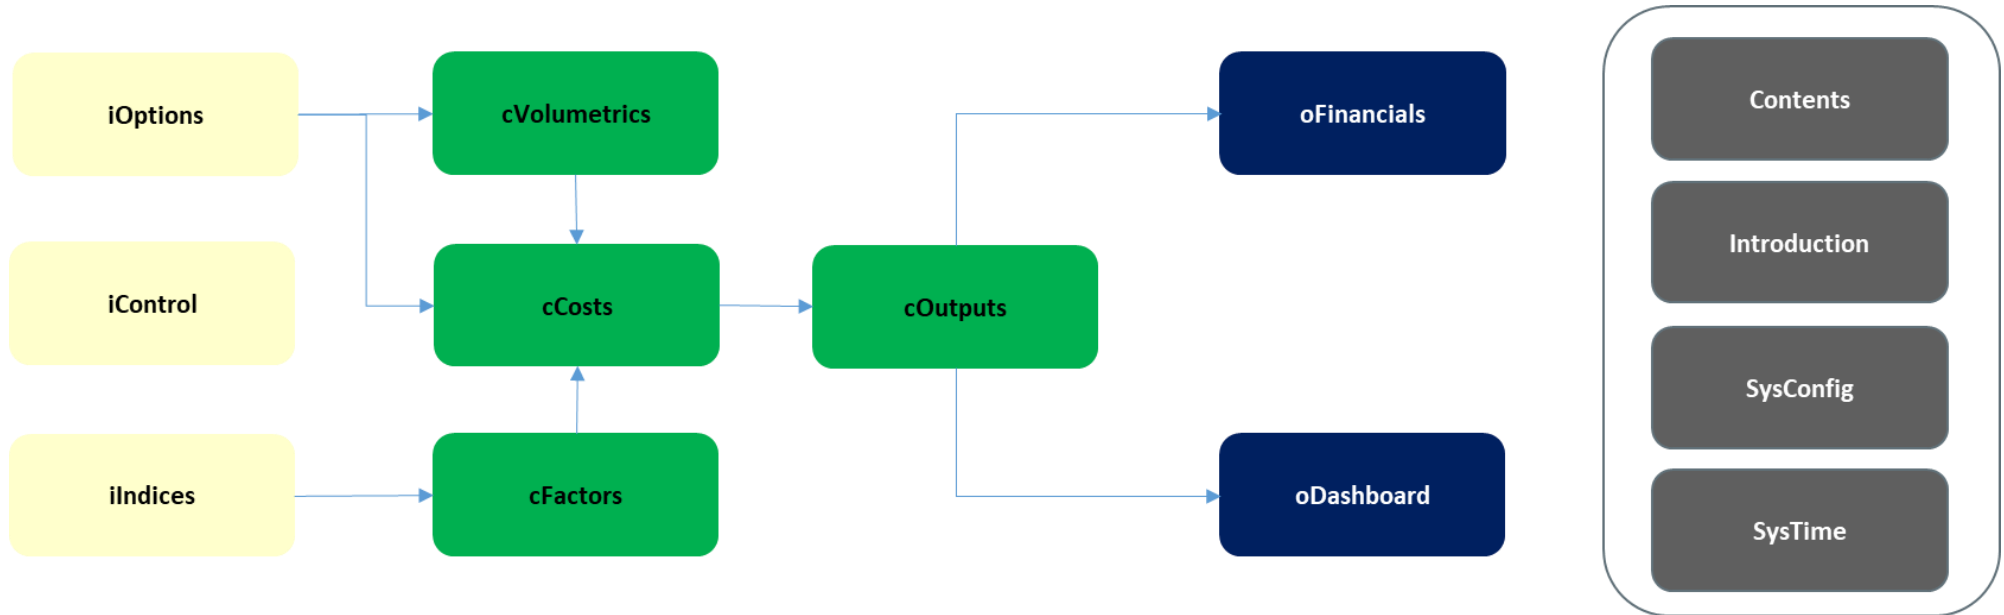 iOptions
cVolumetrics
oFinancials
Contents
iControl
cCosts
cOutputs
Introduction
SysConfig
iIndices
cFactors
oDashboard
SysTime